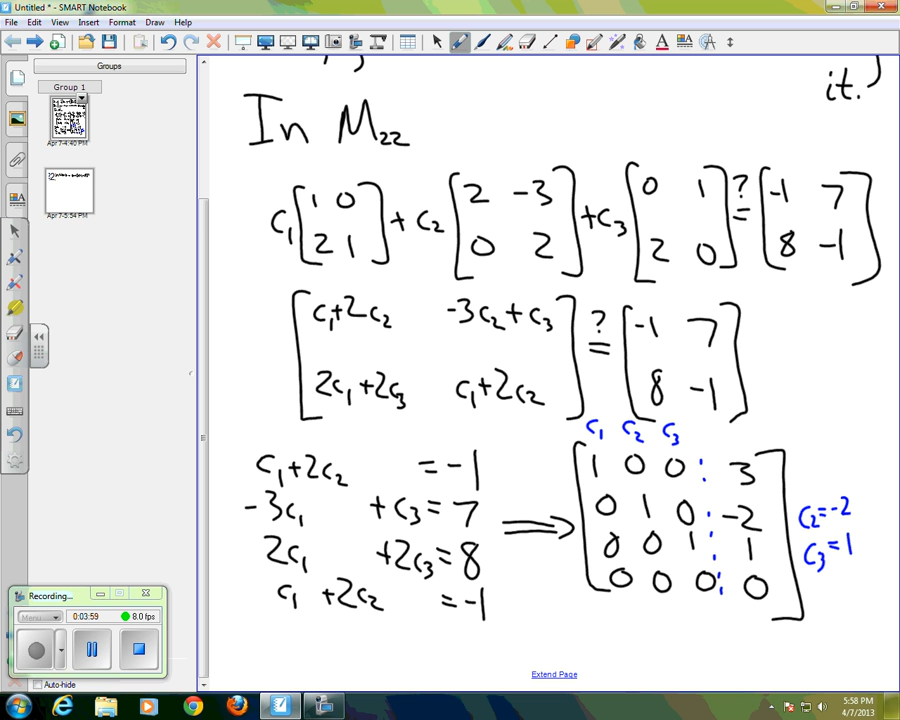 Untitled * - SMART Notebook
File Edit View Insert Format Draw Help
Groups
Group 1
Apr 7-4:40 PM
Apr 7-5:54 PM
it.
In M₂₂
c₁ [1 0; 2 1] + c₂ [2 -3; 0 2] + c₃ [0 1; 2 0] ?= [-1 7; 8 -1]
[c₁+2c₂ -3c₂+c₃; 2c₁+2c₃ c₁+2c₂] ?= [-1 7; 8 -1]
c₁ c₂ c₃
c₁+2c₂ = -1
-3c₁ +c₃ = 7
2c₁ +2c₃ = 8
c₁ +2c₂ = -1
⟹
1 0 0 : 3
0 1 0 : -2
0 0 1 : 1
0 0 0 : 0
c₂=-2
c₃=1
Recording...
Menu
0:03:59
8.0 fps
Auto-hide
Extend Page
5:58 PM
4/7/2013